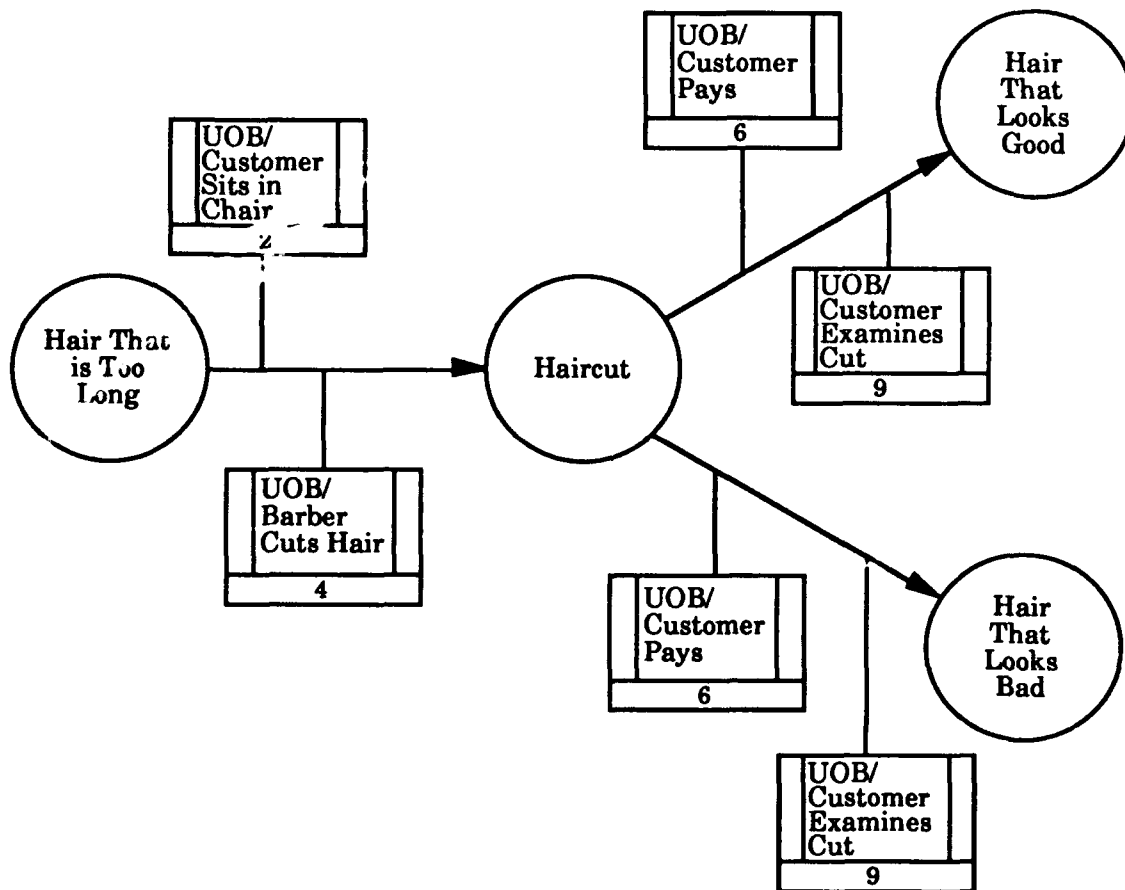 UOB/
Customer
Pays
6
Hair
That
Looks
Good
UOB/
Customer
Sits in
Chair
2
Hair That
is Too
Long
Haircut
UOB/
Customer
Examines
Cut
9
UOB/
Barber
Cuts Hair
4
UOB/
Customer
Pays
6
Hair
That
Looks
Bad
UOB/
Customer
Examines
Cut
9